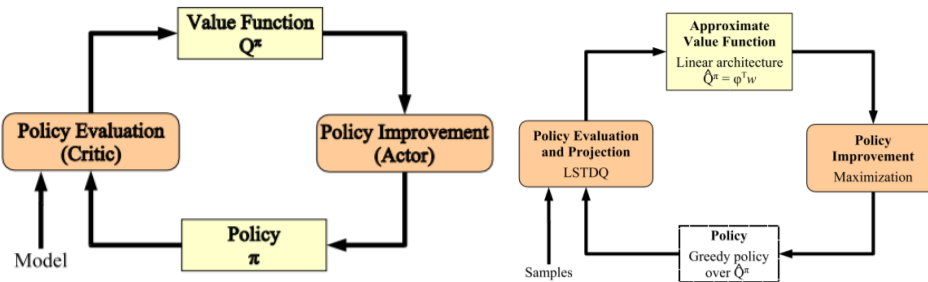 Value Function
Q^π
Policy Evaluation
(Critic)
Policy Improvement
(Actor)
Policy
π
Model
Approximate
Value Function
Linear architecture
Q̂^π = φ^T w
Policy Evaluation
and Projection
LSTDQ
Policy
Improvement
Maximization
Policy
Greedy policy
over Q̂^π
Samples